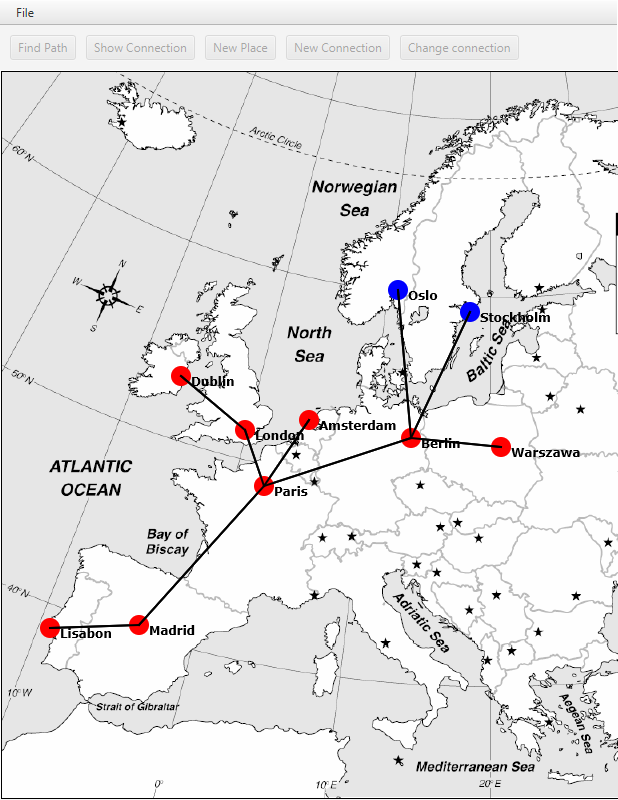 File
Find Path
Show Connection
New Place
New Connection
Change connection
60°N
Arctic Circle
Norwegian
Sea
N
W
E
S
Oslo
Stockholm
North
Sea
Baltic Sea
50°N
Dublin
London
Amsterdam
Berlin
Warszawa
ATLANTIC
OCEAN
Paris
Bay of
Biscay
40°N
Lisabon
Madrid
Adriatic Sea
10°W
Strait of Gibraltar
Aegean Sea
Mediterranean Sea
0°
10°E
20°E